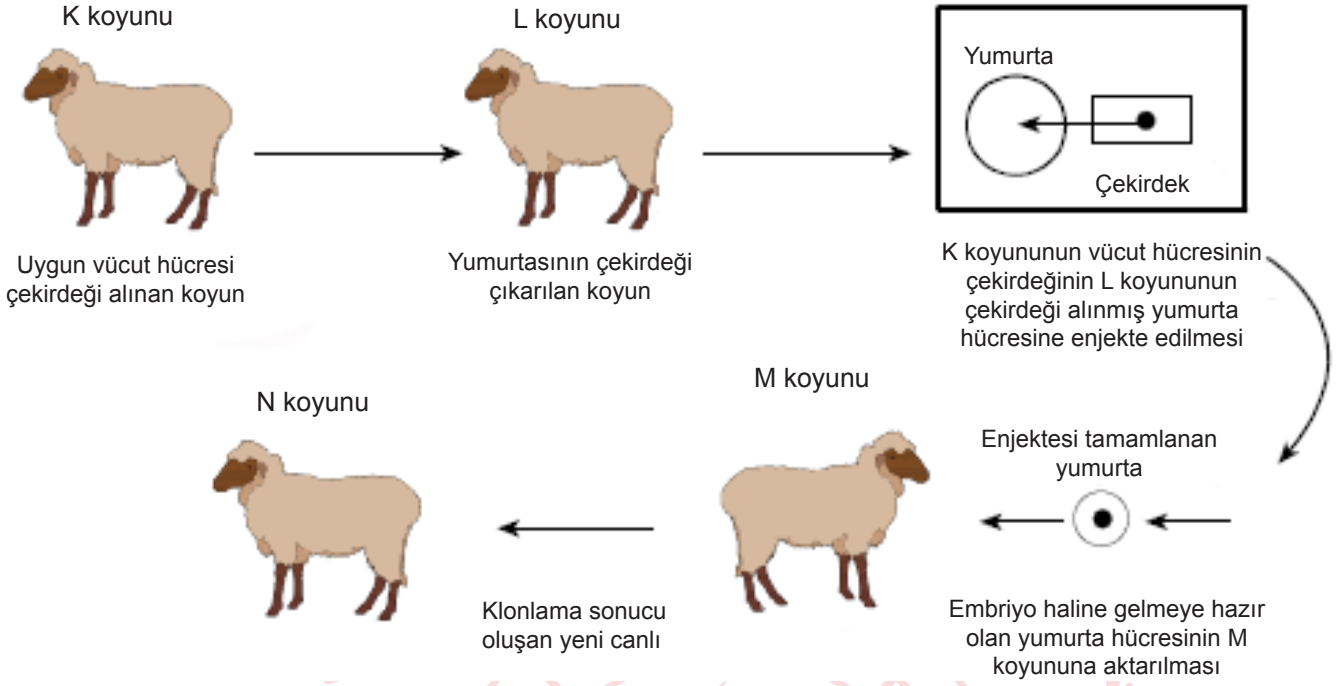 K koyunu
L koyunu
Yumurta
Çekirdek
Uygun vücut hücresi
çekirdeği alınan koyun
Yumurtasının çekirdeği
çıkarılan koyun
K koyununun vücut hücresinin
çekirdeğinin L koyununun
çekirdeği alınmış yumurta
hücresine enjekte edilmesi
M koyunu
N koyunu
Enjektesi tamamlanan
yumurta
Klonlama sonucu
oluşan yeni canlı
Embriyo haline gelmeye hazır
olan yumurta hücresinin M
koyununa aktarılması